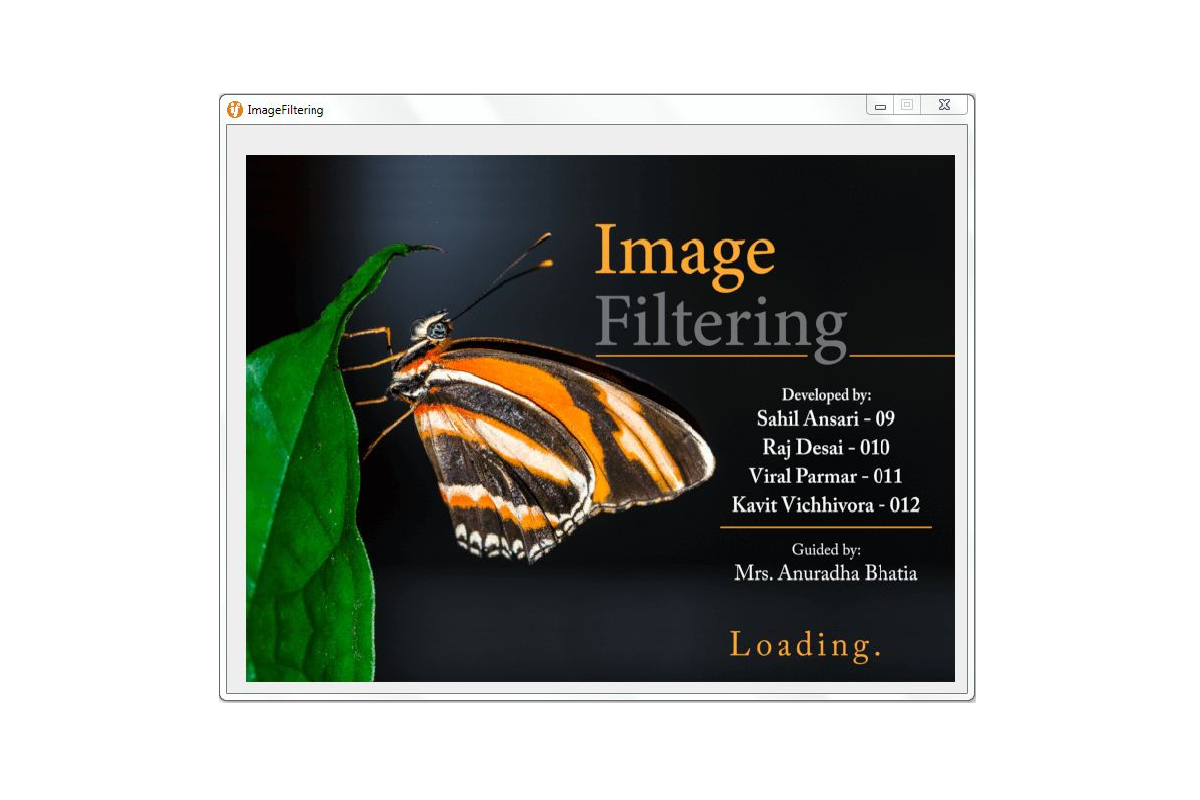 ImageFiltering
Image
Filtering
Developed by:
Sahil Ansari - 09
Raj Desai - 010
Viral Parmar - 011
Kavit Vichhivora - 012
Guided by:
Mrs. Anuradha Bhatia
Loading.